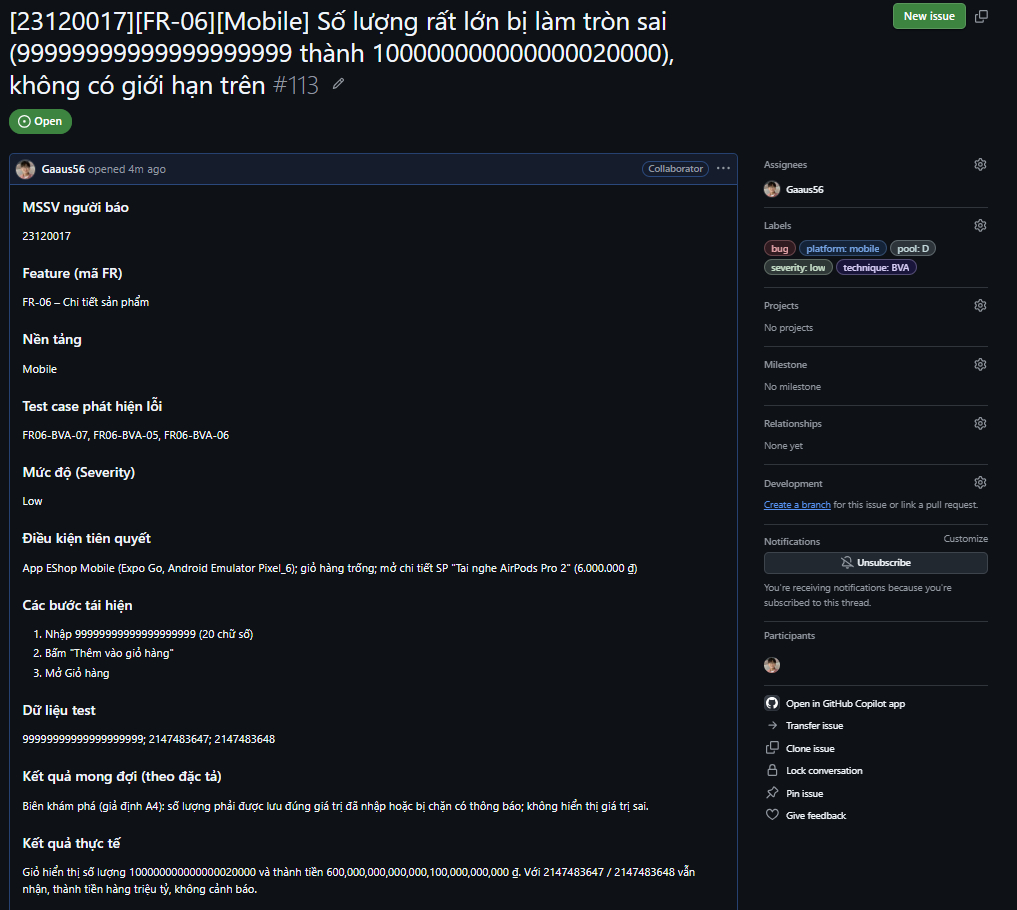 [23120017][FR-06][Mobile] Số lượng rất lớn bị làm tròn sai
(99999999999999999999 thành 100000000000000020000),
không có giới hạn trên #113
New issue
Open
Gaaus56 opened 4m ago
Collaborator
MSSV người báo
23120017
Feature (mã FR)
FR-06 – Chi tiết sản phẩm
Nền tảng
Mobile
Test case phát hiện lỗi
FR06-BVA-07, FR06-BVA-05, FR06-BVA-06
Mức độ (Severity)
Low
Điều kiện tiên quyết
App EShop Mobile (Expo Go, Android Emulator Pixel_6); giỏ hàng trống; mở chi tiết SP "Tai nghe AirPods Pro 2" (6.000.000 ₫)
Các bước tái hiện
1. Nhập 99999999999999999999 (20 chữ số)
2. Bấm "Thêm vào giỏ hàng"
3. Mở Giỏ hàng
Dữ liệu test
99999999999999999999; 2147483647; 2147483648
Kết quả mong đợi (theo đặc tả)
Biên khám phá (giả định A4): số lượng phải được lưu đúng giá trị đã nhập hoặc bị chặn có thông báo; không hiển thị giá trị sai.
Kết quả thực tế
Giỏ hiển thị số lượng 100000000000000020000 và thành tiền 600,000,000,000,000,100,000,000,000 ₫. Với 2147483647 / 2147483648 vẫn
nhận, thành tiền hàng triệu tỷ, không cảnh báo.
Assignees
Gaaus56
Labels
bug
platform: mobile
pool: D
severity: low
technique: BVA
Projects
No projects
Milestone
No milestone
Relationships
None yet
Development
Create a branch for this issue or link a pull request.
Notifications
Customize
Unsubscribe
You're receiving notifications because you're
subscribed to this thread.
Participants
Open in GitHub Copilot app
Transfer issue
Clone issue
Lock conversation
Pin issue
Give feedback